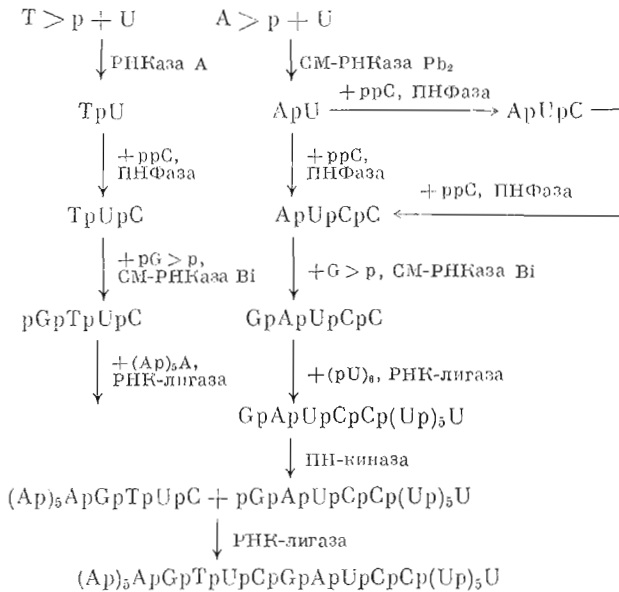 T > p + U A > p + U
РНКаза A СМ-РНКаза Pb₂
TpU ApU +ppC, ПНФаза ApUpC
+ppC, +ppC,
ПНФаза ПНФаза +ppC, ПНФаза
TpUpC ApUpCpC
+pG > p,
СМ-РНКаза Bi +G > p, СМ-РНКаза Bi
pGpTpUpC GpApUpCpC
+(Ap)₅A,
РНК-лигаза +(pU)₆, РНК-лигаза
GpApUpCpCp(Up)₅U
ПН-киназа
(Ap)₅ApGpTpUpC + pGpApUpCpCp(Up)₅U
РНК-лигаза
(Ap)₅ApGpTpUpCpGpApUpCpCp(Up)₅U